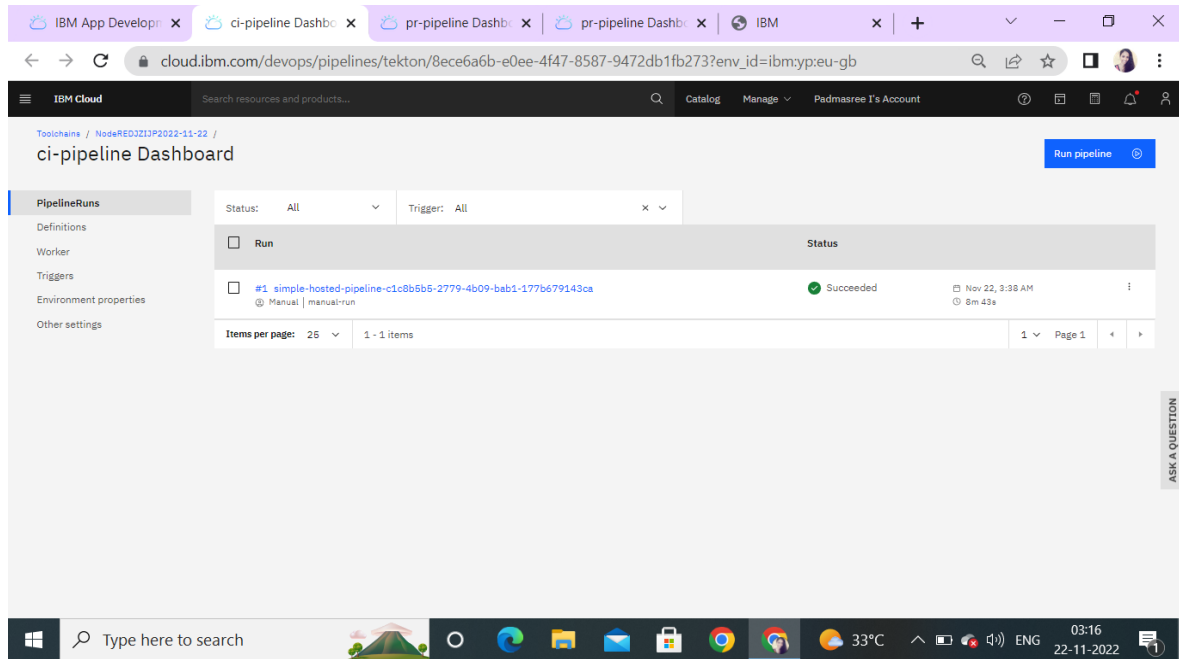 IBM App Developm
ci-pipeline Dashbo
pr-pipeline Dashbo
pr-pipeline Dashbo
IBM
cloud.ibm.com/devops/pipelines/tekton/8ece6a6b-e0ee-4f47-8587-9472db1fb273?env_id=ibm:yp:eu-gb
IBM Cloud
Search resources and products...
Catalog
Manage
Padmasree I's Account
Toolchains / NodeREDJZIJP2022-11-22 /
ci-pipeline Dashboard
Run pipeline
PipelineRuns
Definitions
Worker
Triggers
Environment properties
Other settings
Status: All
Trigger: All
Run
Status
#1 simple-hosted-pipeline-c1c8b5b5-2779-4b09-bab1-177b679143ca
Manual | manual-run
Succeeded
Nov 22, 3:38 AM
8m 43s
Items per page: 25
1 - 1 items
1
Page 1
ASK A QUESTION
Type here to search
33°C
ENG
03:16
22-11-2022
1